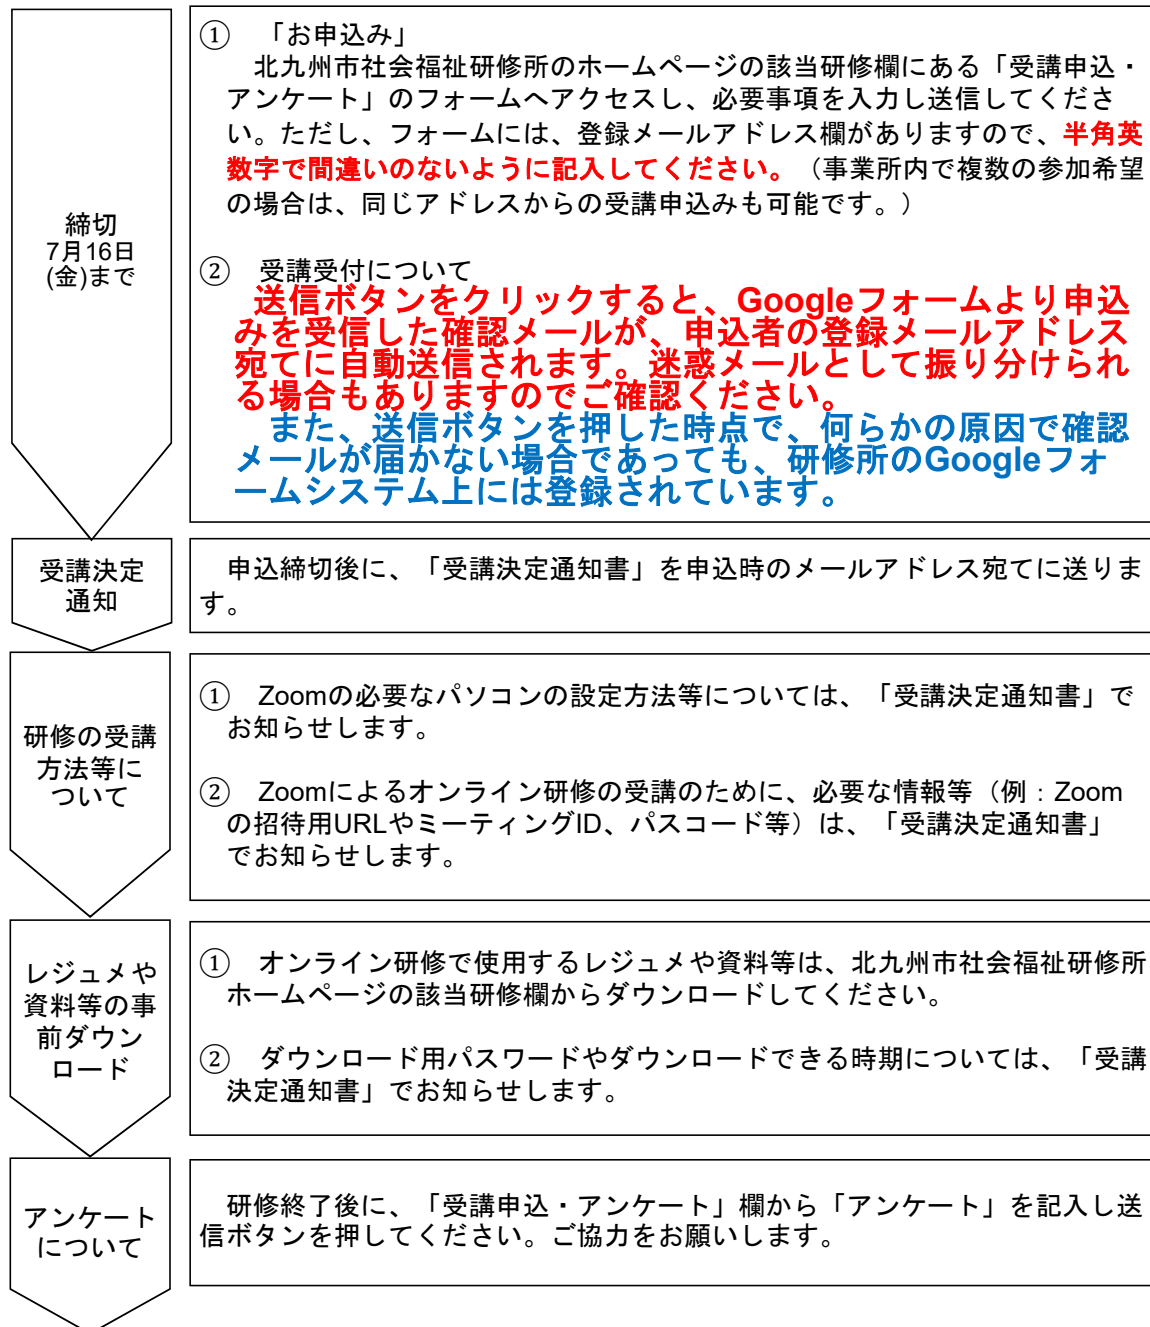 締切
7月16日
(金)まで
① 「お申込み」
北九州市社会福祉研修所のホームページの該当研修欄にある「受講申込・
アンケート」のフォームへアクセスし、必要事項を入力し送信してくださ
い。ただし、フォームには、登録メールアドレス欄がありますので、半角英
数字で間違いのないように記入してください。（事業所内で複数の参加希望
の場合は、同じアドレスからの受講申込みも可能です。）
② 受講受付について
送信ボタンをクリックすると、Googleフォームより申込
みを受信した確認メールが、申込者の登録メールアドレス
宛てに自動送信されます。迷惑メールとして振り分けられ
る場合もありますのでご確認ください。
また、送信ボタンを押した時点で、何らかの原因で確認
メールが届かない場合であっても、研修所のGoogleフォ
ームシステム上には登録されています。
受講決定
通知
申込締切後に、「受講決定通知書」を申込時のメールアドレス宛てに送りま
す。
研修の受講
方法等に
ついて
① Zoomの必要なパソコンの設定方法等については、「受講決定通知書」で
お知らせします。
② Zoomによるオンライン研修の受講のために、必要な情報等（例：Zoom
の招待用URLやミーティングID、パスコード等）は、「受講決定通知書」
でお知らせします。
レジュメや
資料等の事
前ダウン
ロード
① オンライン研修で使用するレジュメや資料等は、北九州市社会福祉研修所
ホームページの該当研修欄からダウンロードしてください。
② ダウンロード用パスワードやダウンロードできる時期については、「受講
決定通知書」でお知らせします。
アンケート
について
研修終了後に、「受講申込・アンケート」欄から「アンケート」を記入し送
信ボタンを押してください。ご協力をお願いします。